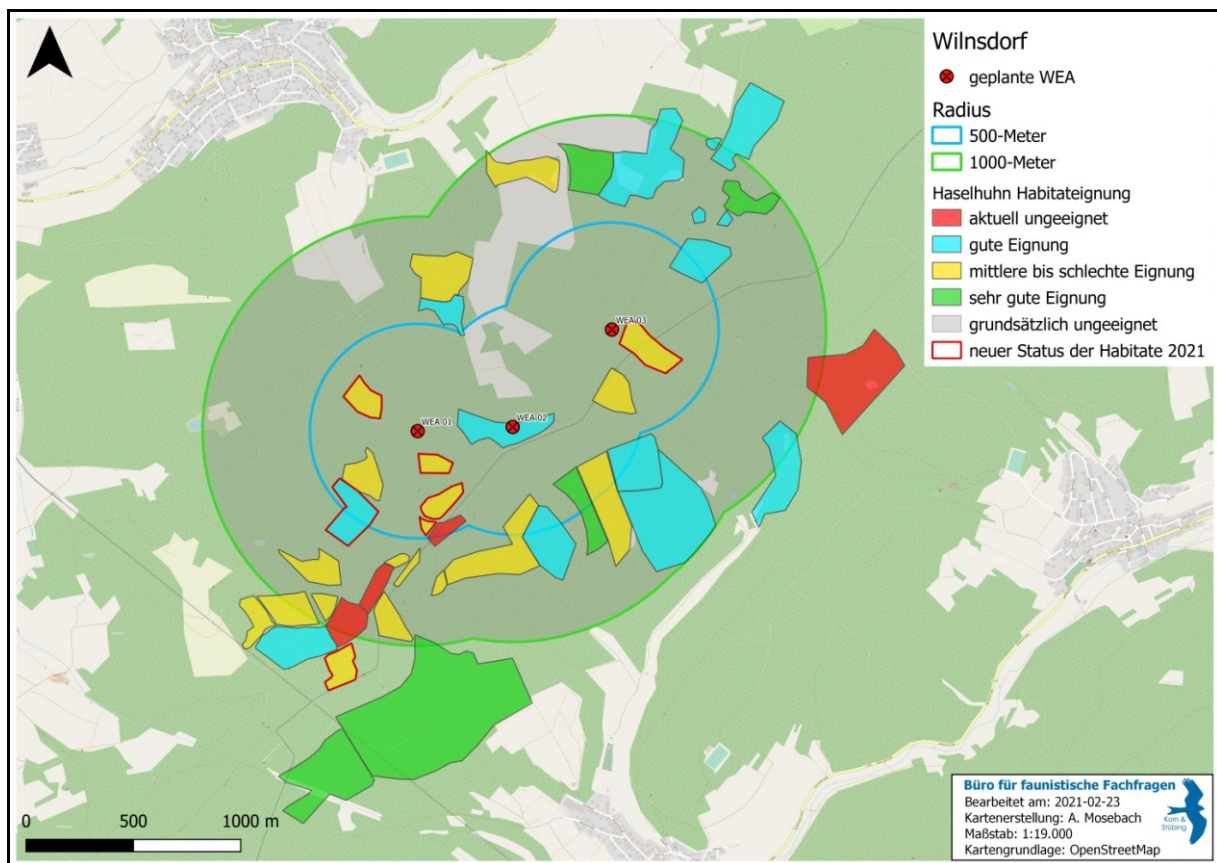 Wilnsdorf
geplante WEA
Radius
500-Meter
1000-Meter
Haselhuhn Habitateignung
aktuell ungeeignet
gute Eignung
mittlere bis schlechte Eignung
sehr gute Eignung
grundsätzlich ungeeignet
neuer Status der Habitate 2021
WEA 03
WEA 01
WEA 02
0 500 1000 m
Büro für faunistische Fachfragen
Bearbeitet am: 2021-02-23
Kartenerstellung: A. Mosebach
Maßstab: 1:19.000
Kartengrundlage: OpenStreetMap
Korn &
Stübing